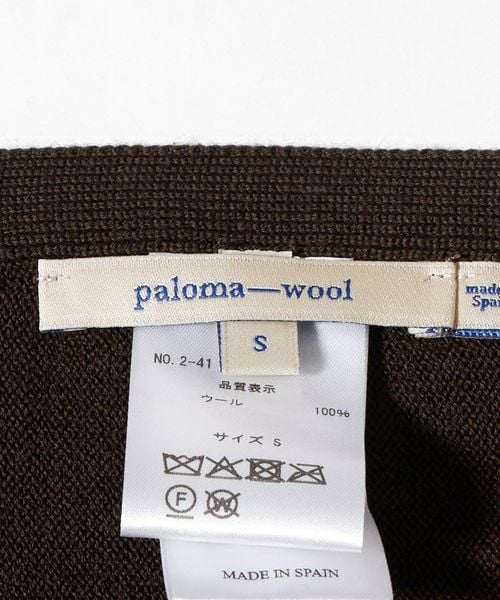 paloma—wool
made
Spai
S
NO. 2-41
品質表示
ウール 100%
サイズ S
F
W
MADE IN SPAIN